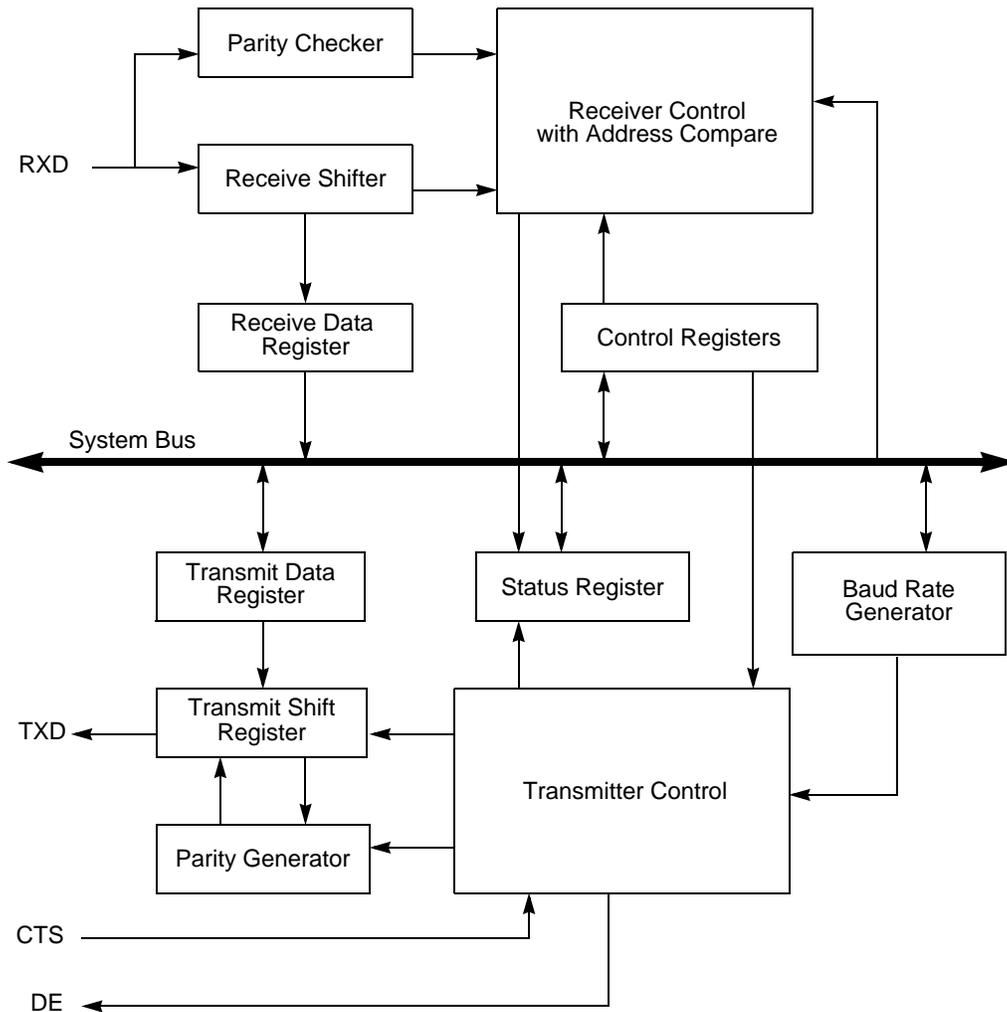 Parity Checker
Receiver Control
with Address Compare
RXD
Receive Shifter
Receive Data
Register
Control Registers
System Bus
Transmit Data
Register
Status Register
Baud Rate
Generator
TXD
Transmit Shift
Register
Transmitter Control
Parity Generator
CTS
DE